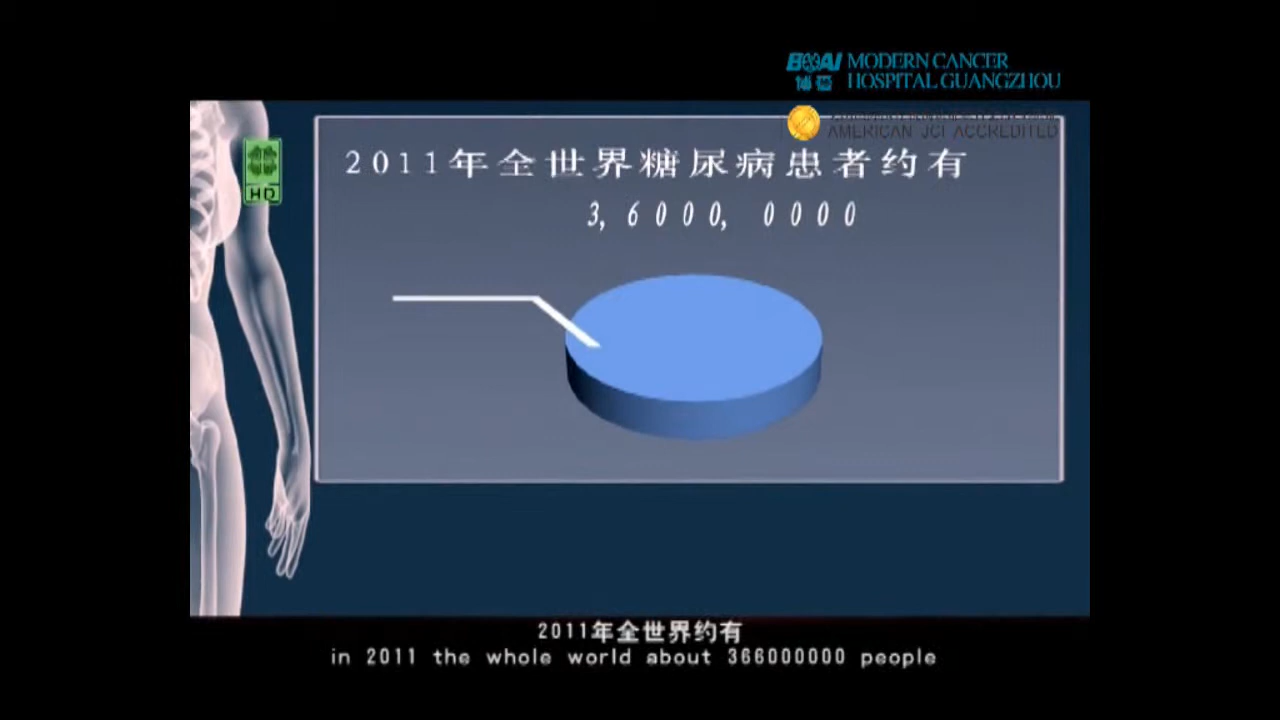 BOAI MODERN CANCER
博爱 HOSPITAL GUANGZHOU
AMERICAN JCI ACCREDITED
HD
2011年全世界糖尿病患者约有
3, 6000, 0000
2011年全世界约有
in 2011 the whole world about 366000000 people